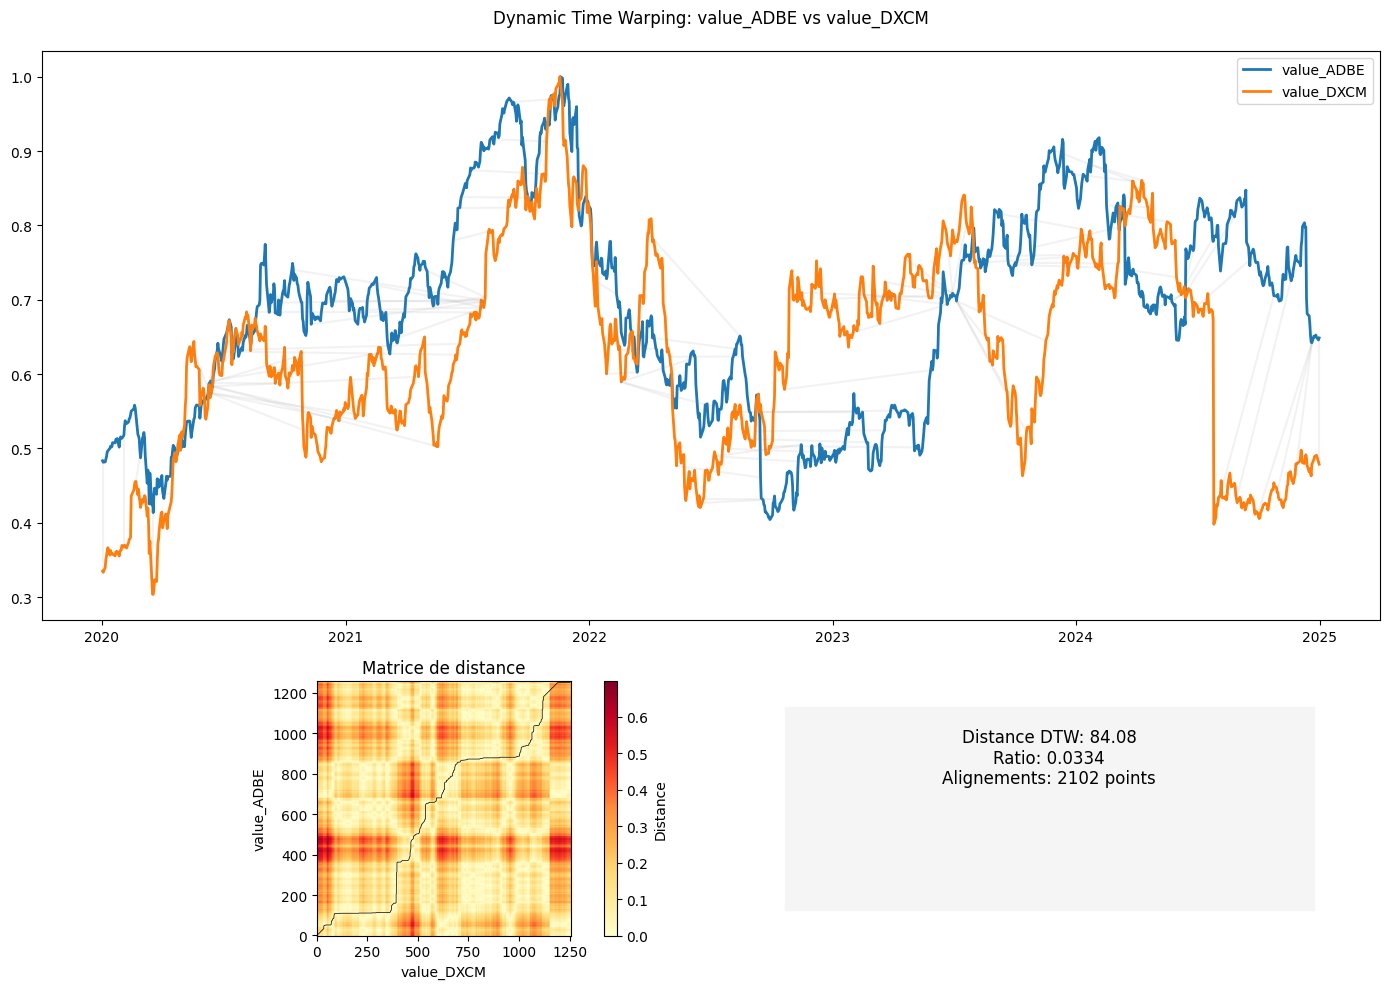 Dynamic Time Warping: value_ADBE vs value_DXCM
value_ADBE
value_DXCM
1.0
0.9
0.8
0.7
0.6
0.5
0.4
0.3
2020 2021 2022 2023 2024 2025
Matrice de distance
value_ADBE
1200
1000
800
600
400
200
0
0 250 500 750 1000 1250
value_DXCM
0.6
0.5
0.4
0.3
0.2
0.1
0.0
Distance
Distance DTW: 84.08
Ratio: 0.0334
Alignements: 2102 points